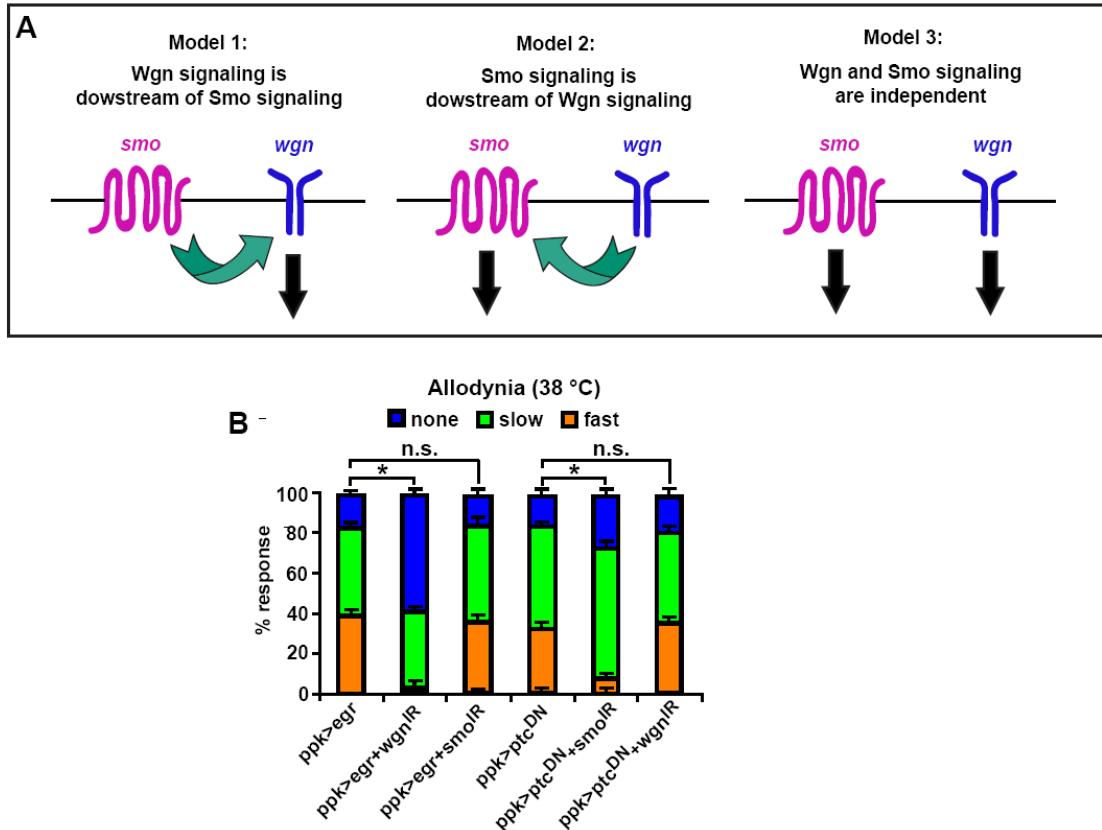 A
Model 1:
Wgn signaling is
dowstream of Smo signaling
smo
wgn
Model 2:
Smo signaling is
dowstream of Wgn signaling
smo
wgn
Model 3:
Wgn and Smo signaling
are independent
smo
wgn
B
Allodynia (38 °C)
none slow fast
n.s. n.s.
* *
% response
100
80
60
40
20
0
ppk>egr
ppk>egr+wgnIR
ppk>egr+smoIR
ppk>ptcDN
ppk>ptcDN+smoIR
ppk>ptcDN+wgnIR